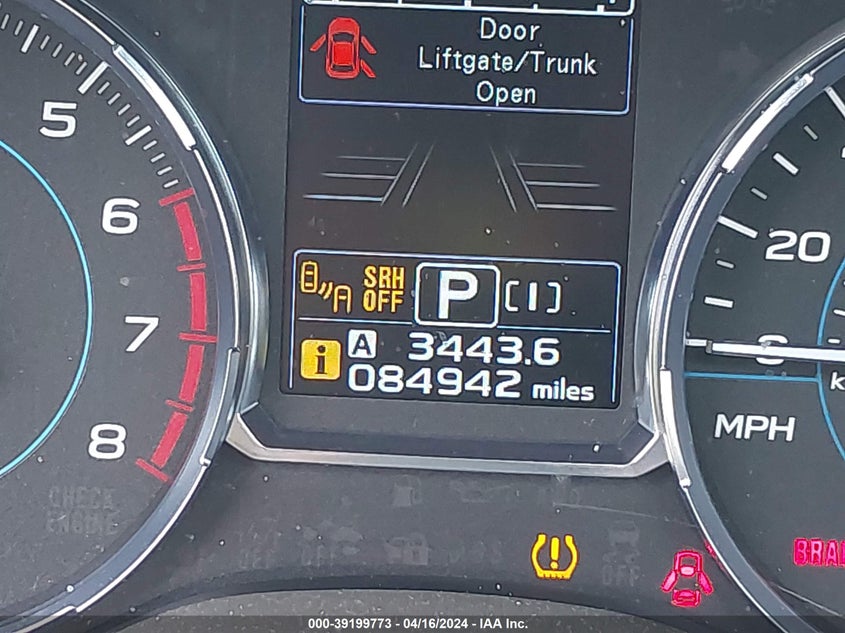 Door
Liftgate/Trunk
Open
5
6
7
8
20
0
MPH
SRH
OFF
P
[I]
i
A 3443.6
084942 miles
CHECK
ENGINE
000-39199773 - 04/16/2024 - IAA Inc.